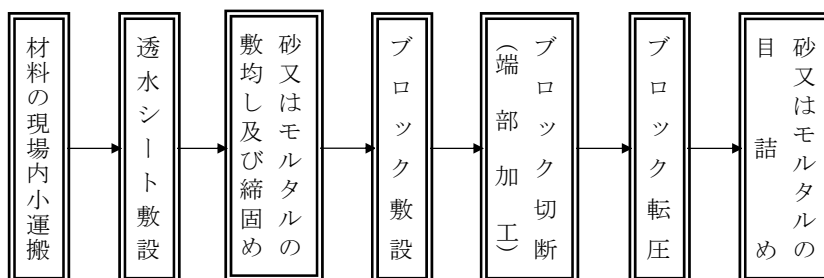 材料の現場内小運搬
透水シート敷設
砂又はモルタルの
敷均し及び締固め
ブロック敷設
ブロック切断
(端部加工)
ブロック転圧
砂又はモルタルの
目詰め